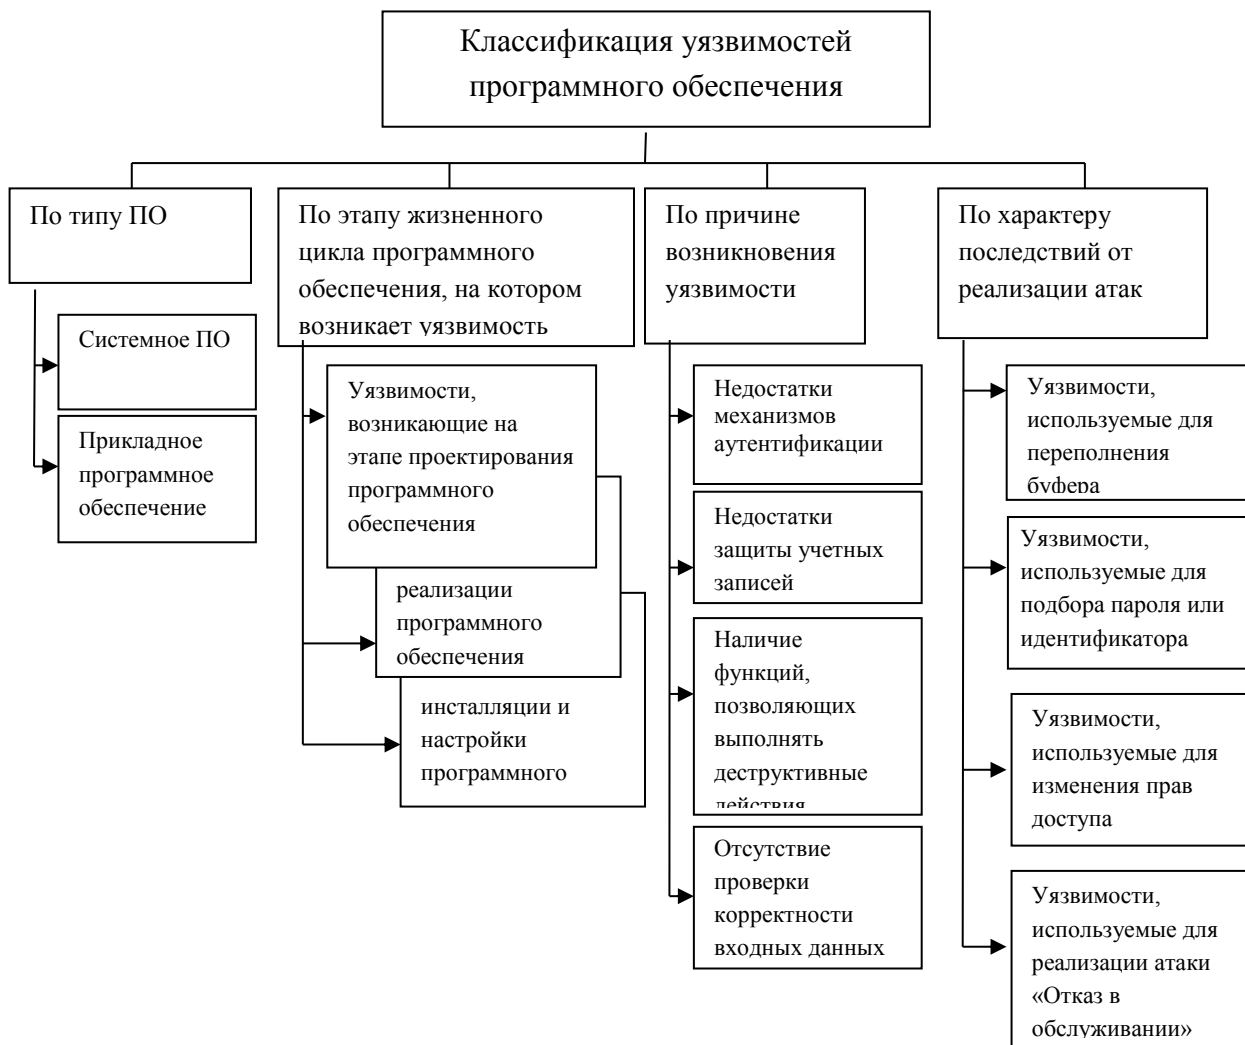 Классификация уязвимостей
программного обеспечения
По типу ПО
Системное ПО
Прикладное
программное
обеспечение
По этапу жизненного
цикла программного
обеспечения, на котором
возникает уязвимость
Уязвимости,
возникающие на
этапе проектирования
программного
обеспечения
реализации
программного
обеспечения
инсталляции и
настройки
программного
По причине
возникновения
уязвимости
Недостатки
механизмов
аутентификации
Недостатки
защиты учетных
записей
Наличие
функций,
позволяющих
выполнять
деструктивные
действия
Отсутствие
проверки
корректности
входных данных
По характеру
последствий от
реализации атак
Уязвимости,
используемые для
переполнения
буфера
Уязвимости,
используемые для
подбора пароля или
идентификатора
Уязвимости,
используемые для
изменения прав
доступа
Уязвимости,
используемые для
реализации атаки
«Отказ в
обслуживании»